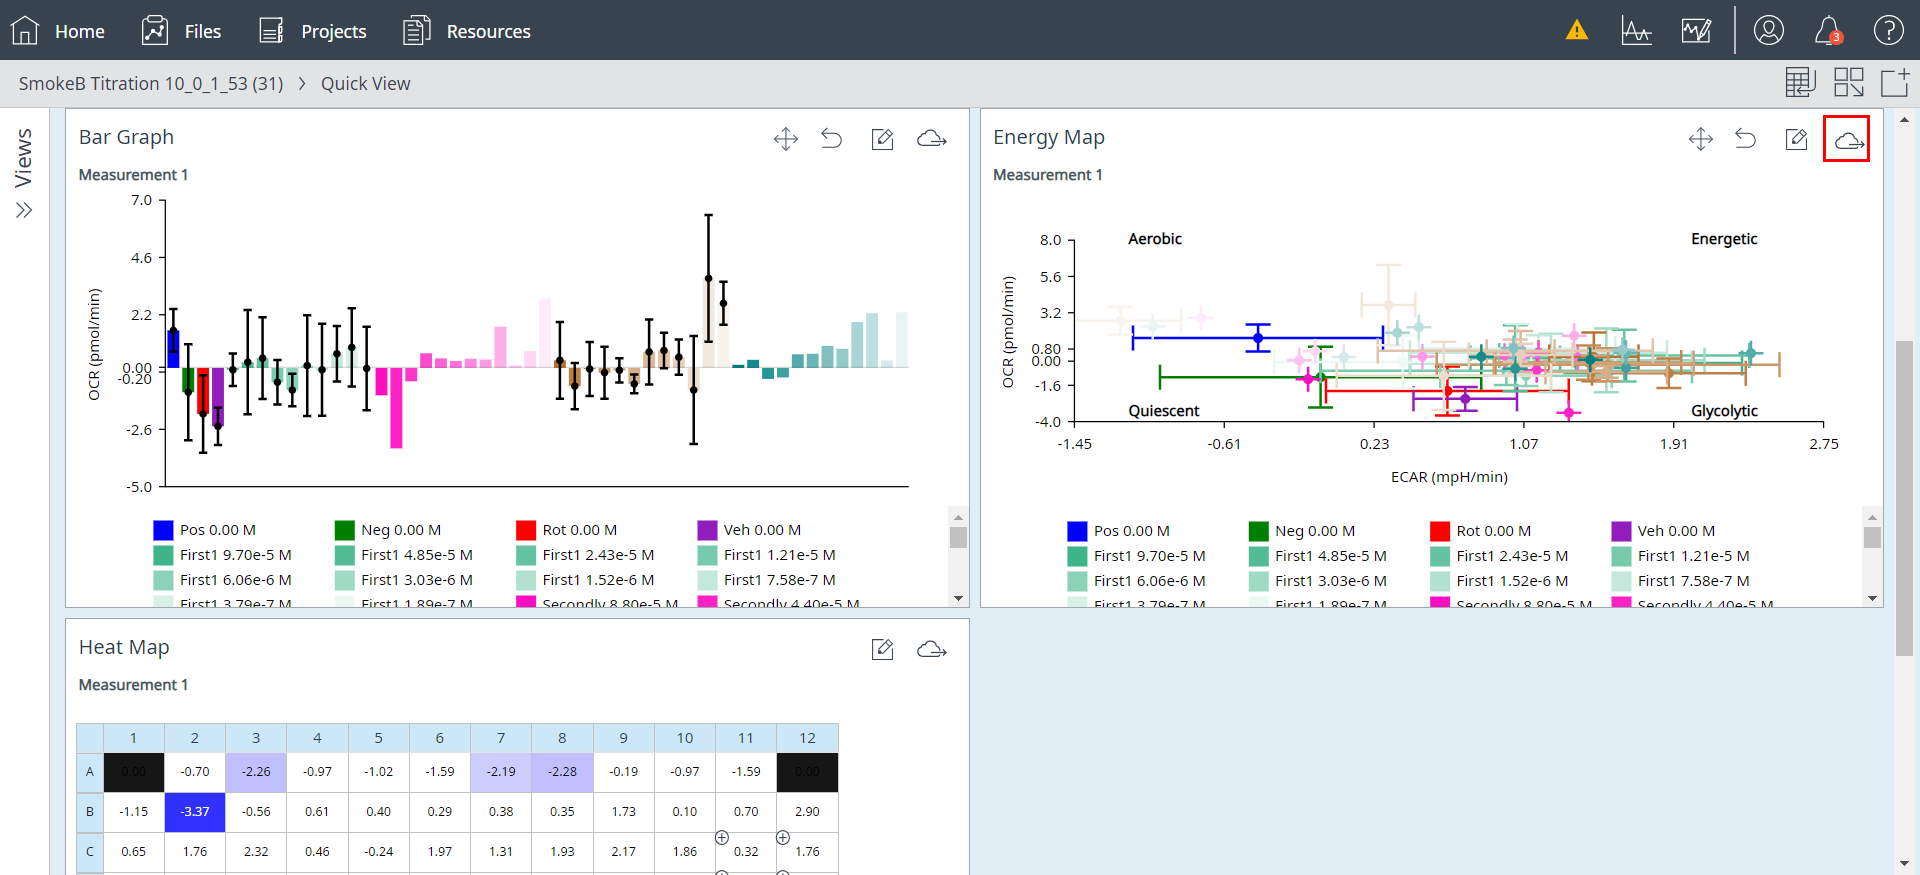 Home Files Projects Resources 3
SmokeB Titration 10_0_1_53 (31) > Quick View
Views
Bar Graph
Measurement 1
7.0
4.6
2.2
0.00
-0.20
-2.6
-5.0
OCR (pmol/min)
Pos 0.00 M Neg 0.00 M Rot 0.00 M Veh 0.00 M
First1 9.70e-5 M First1 4.85e-5 M First1 2.43e-5 M First1 1.21e-5 M
First1 6.06e-6 M First1 3.03e-6 M First1 1.52e-6 M First1 7.58e-7 M
First1 3.79e-7 M First1 1.89e-7 M Secondly 8.80e-5 M Secondly 4.40e-5 M
Energy Map
Measurement 1
Aerobic Energetic
8.0
5.6
3.2
0.80
0.00
-1.6
-4.0
OCR (pmol/min)
Quiescent Glycolytic
-1.45 -0.61 0.23 1.07 1.91 2.75
ECAR (mpH/min)
Pos 0.00 M Neg 0.00 M Rot 0.00 M Veh 0.00 M
First1 9.70e-5 M First1 4.85e-5 M First1 2.43e-5 M First1 1.21e-5 M
First1 6.06e-6 M First1 3.03e-6 M First1 1.52e-6 M First1 7.58e-7 M
First1 3.79e-7 M First1 1.89e-7 M Secondly 8.80e-5 M Secondly 4.40e-5 M
Heat Map
Measurement 1
1 2 3 4 5 6 7 8 9 10 11 12
A 0.00 -0.70 -2.26 -0.97 -1.02 -1.59 -2.19 -2.28 -0.19 -0.97 -1.59 0.00
B -1.15 -3.37 -0.56 0.61 0.40 0.29 0.38 0.35 1.73 0.10 0.70 2.90
C 0.65 1.76 2.32 0.46 -0.24 1.97 1.31 1.93 2.17 1.86 0.32 1.76